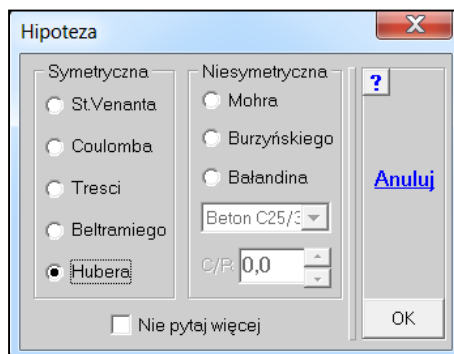 Hipoteza
X
Symetryczna
St.Venanta
Coulomba
Tresci
Beltramiego
Hubera
Niesymetryczna
Mohra
Burzyńskiego
Bałandina
Beton C25/3
C/R: 0,0
?
Anuluj
OK
Nie pytaj więcej